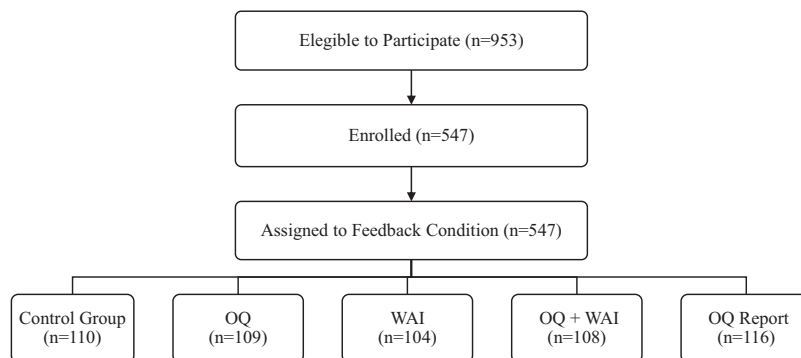 Elegible to Participate (n=953)
Enrolled (n=547)
Assigned to Feedback Condition (n=547)
Control Group
(n=110)
OQ
(n=109)
WAI
(n=104)
OQ + WAI
(n=108)
OQ Report
(n=116)